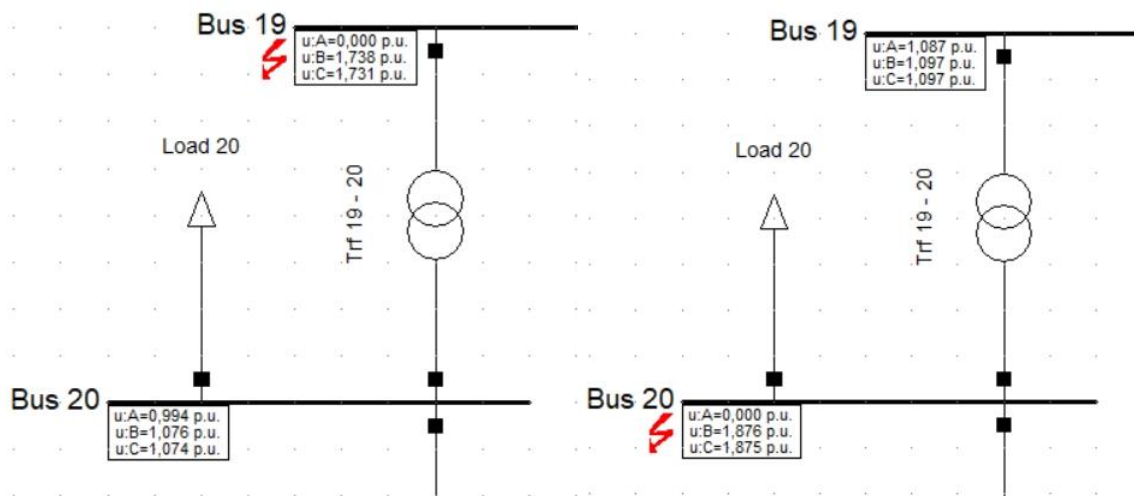 Bus 19
u:A=0,000 p.u.
u:B=1,738 p.u.
u:C=1,731 p.u.
Load 20
Trf 19 - 20
Bus 20
u:A=0,994 p.u.
u:B=1,076 p.u.
u:C=1,074 p.u.
Bus 19
u:A=1,087 p.u.
u:B=1,097 p.u.
u:C=1,097 p.u.
Load 20
Trf 19 - 20
Bus 20
u:A=0,000 p.u.
u:B=1,876 p.u.
u:C=1,875 p.u.